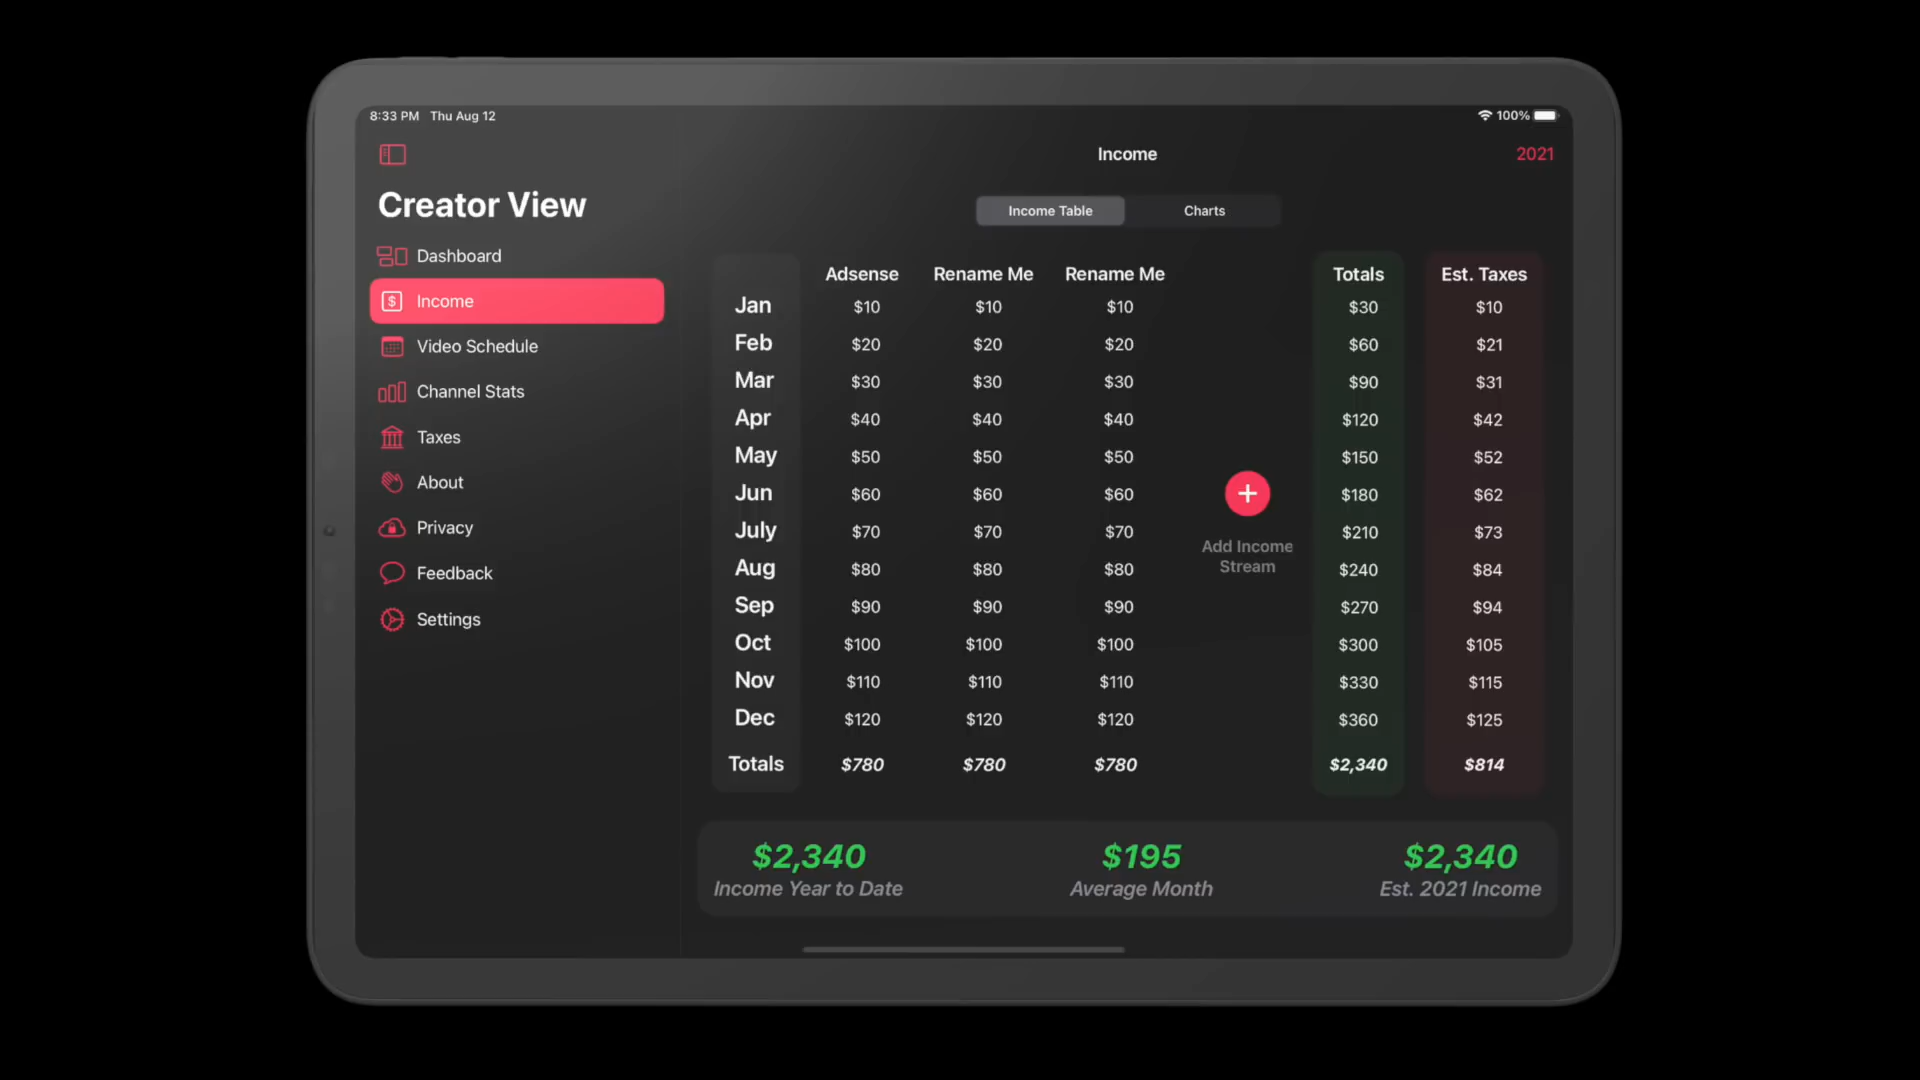 8:33 PM Thu Aug 12
100%
Income
2021
Creator View
Income Table Charts
Dashboard
Income
Video Schedule
Channel Stats
Taxes
About
Privacy
Feedback
Settings
Adsense Rename Me Rename Me Totals Est. Taxes
Jan $10 $10 $10 $30 $10
Feb $20 $20 $20 $60 $21
Mar $30 $30 $30 $90 $31
Apr $40 $40 $40 $120 $42
May $50 $50 $50 $150 $52
Jun $60 $60 $60 $180 $62
July $70 $70 $70 $210 $73
Aug $80 $80 $80 $240 $84
Sep $90 $90 $90 $270 $94
Oct $100 $100 $100 $300 $105
Nov $110 $110 $110 $330 $115
Dec $120 $120 $120 $360 $125
Totals $780 $780 $780 $2,340 $814
Add Income
Stream
$2,340 $195 $2,340
Income Year to Date Average Month Est. 2021 Income